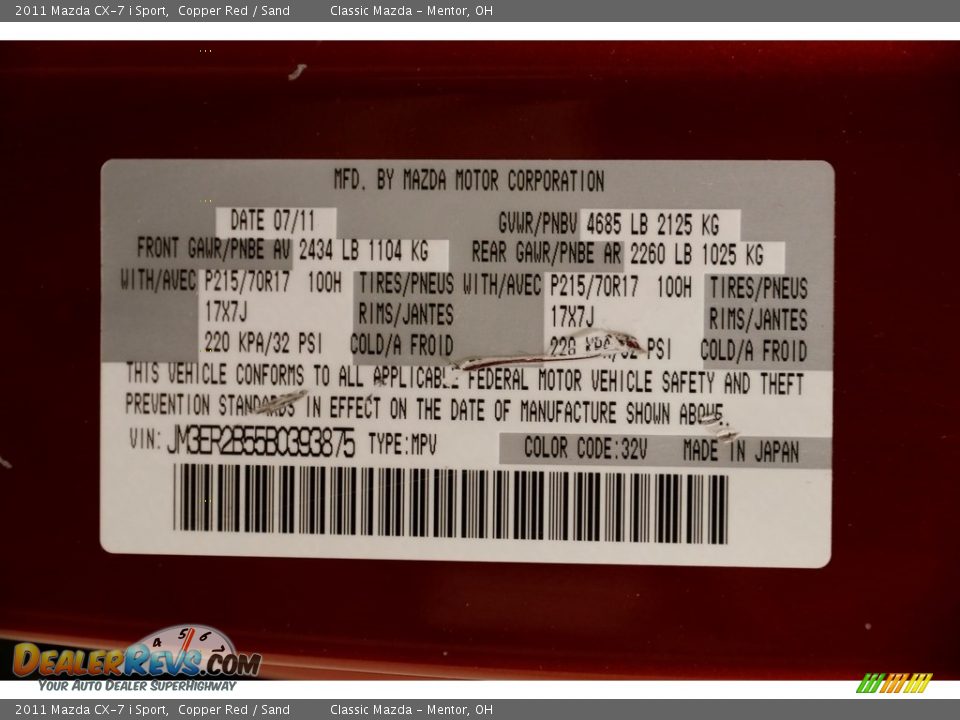 2011 Mazda CX-7 i Sport, Copper Red / Sand Classic Mazda - Mentor, OH
MFD. BY MAZDA MOTOR CORPORATION
DATE 07/11 GVWR/PNBV 4685 LB 2125 KG
FRONT GAWR/PNBE AV 2434 LB 1104 KG REAR GAWR/PNBE AR 2260 LB 1025 KG
WITH/AVEC P215/70R17 100H TIRES/PNEUS WITH/AVEC P215/70R17 100H TIRES/PNEUS
17X7J RIMS/JANTES 17X7J RIMS/JANTES
220 KPA/32 PSI COLD/A FROID 220 KPA/32 PSI COLD/A FROID
THIS VEHICLE CONFORMS TO ALL APPLICABLE FEDERAL MOTOR VEHICLE SAFETY AND THEFT
PREVENTION STANDARDS IN EFFECT ON THE DATE OF MANUFACTURE SHOWN ABOVE.
VIN: JM3ER2B55B0393875 TYPE:MPV COLOR CODE:32V MADE IN JAPAN
4 5 6
DEALERREVS.COM
YOUR AUTO DEALER SUPERHIGHWAY
2011 Mazda CX-7 i Sport, Copper Red / Sand Classic Mazda - Mentor, OH